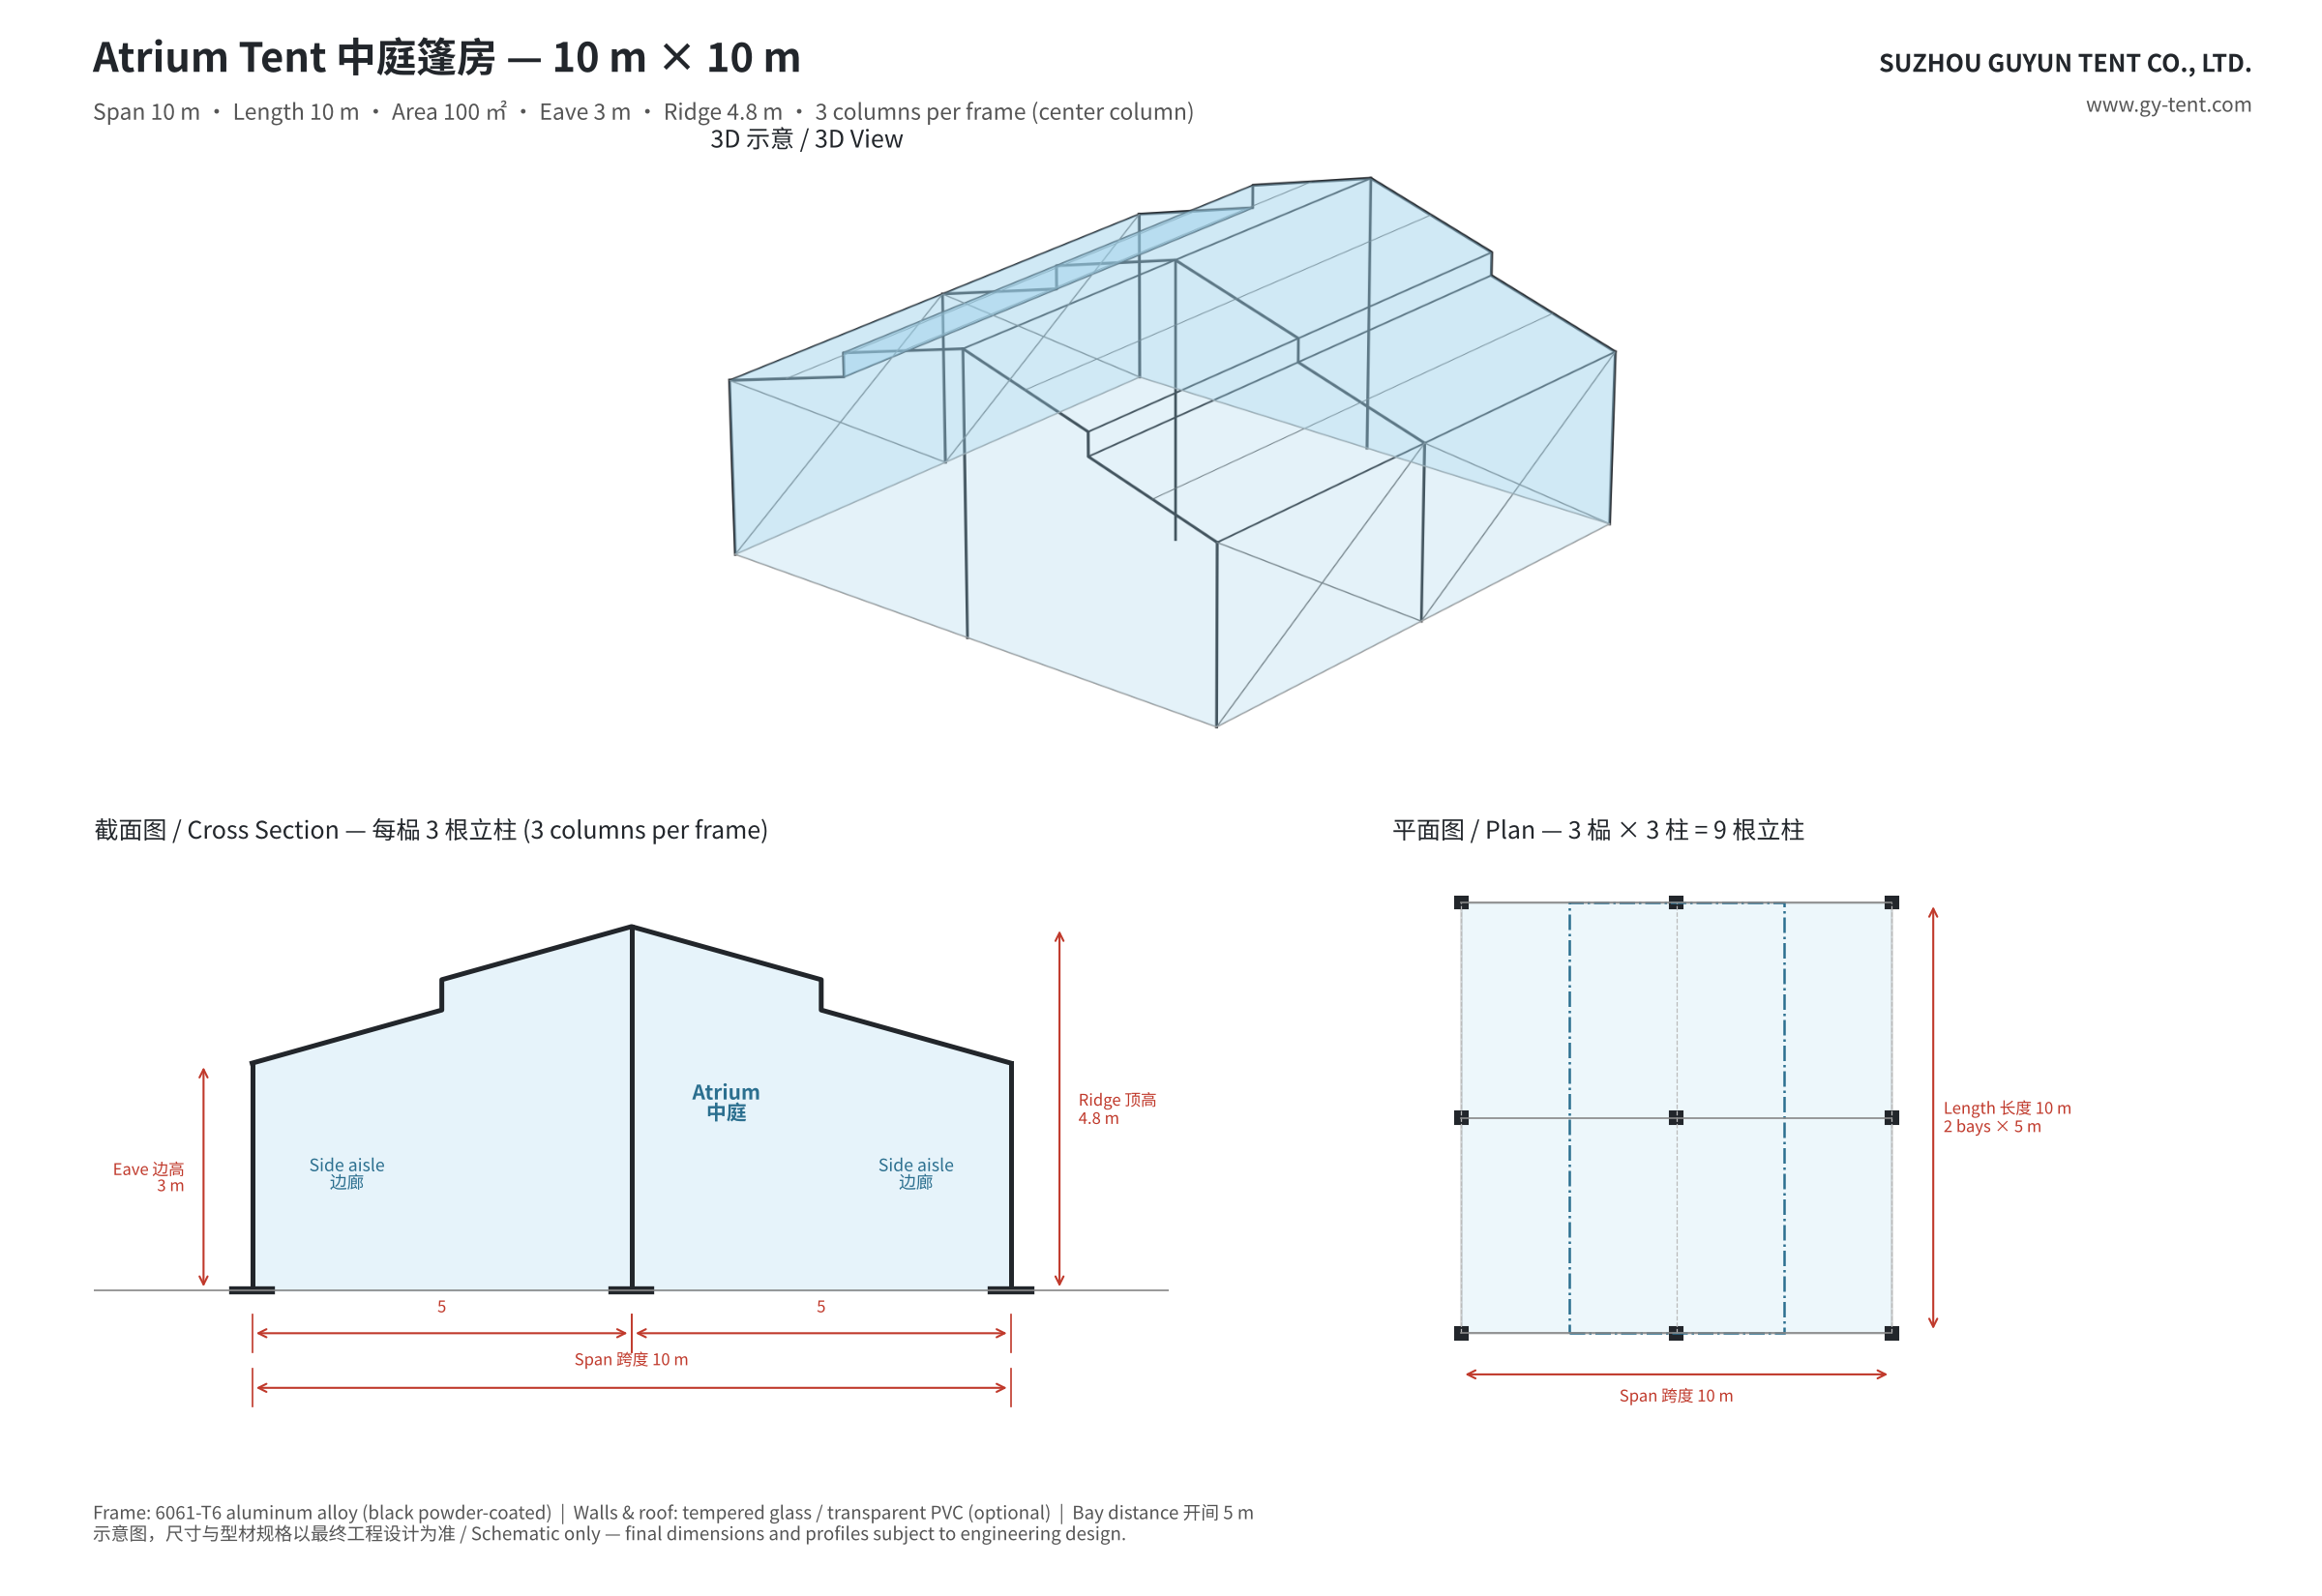 Atrium Tent 中庭篷房 — 10 m × 10 m
SUZHOU GUYUN TENT CO., LTD.
Span 10 m · Length 10 m · Area 100 ㎡ · Eave 3 m · Ridge 4.8 m · 3 columns per frame (center column)
www.gy-tent.com
3D 示意 / 3D View
截面图 / Cross Section — 每榀 3 根立柱 (3 columns per frame)
平面图 / Plan — 3 榀 × 3 柱 = 9 根立柱
Atrium
中庭
Side aisle
边廊
Side aisle
边廊
Eave 边高
3 m
Ridge 顶高
4.8 m
5
5
Span 跨度 10 m
Length 长度 10 m
2 bays × 5 m
Span 跨度 10 m
Frame: 6061-T6 aluminum alloy (black powder-coated) | Walls & roof: tempered glass / transparent PVC (optional) | Bay distance 开间 5 m
示意图，尺寸与型材规格以最终工程设计为准 / Schematic only — final dimensions and profiles subject to engineering design.